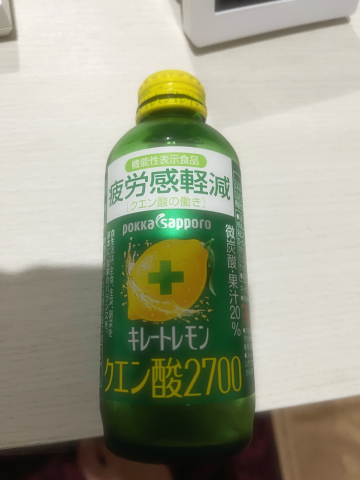 機能性表示食品
疲労感軽減
[クエン酸の働き]
pokka sapporo
キレートレモン
クエン酸2700
微炭酸・果汁20%